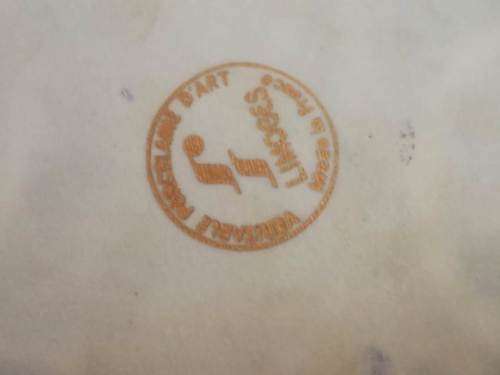 VERITABLE PORCELAINE D'ART
LIMOGES
Made in France